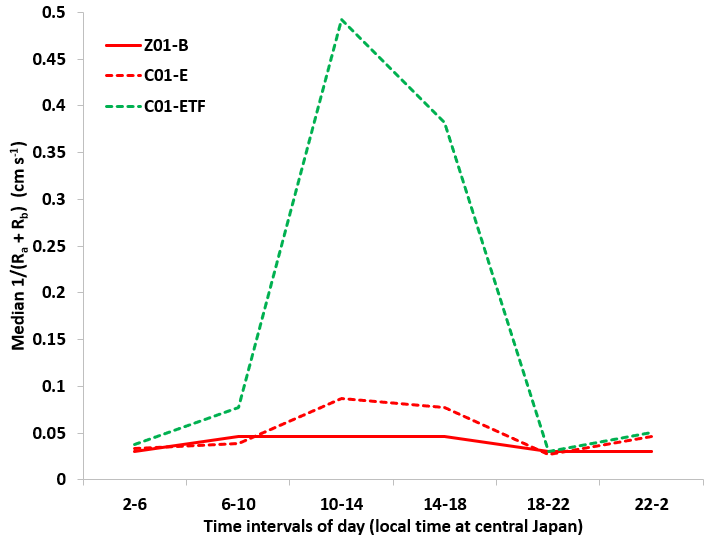 0.5
0.45
0.4
0.35
0.3
0.25
0.2
0.15
0.1
0.05
0
Z01-B
C01-E
C01-ETF
Median 1/(Rₐ + R_b) (cm s⁻¹)
2-6 6-10 10-14 14-18 18-22 22-2
Time intervals of day (local time at central Japan)